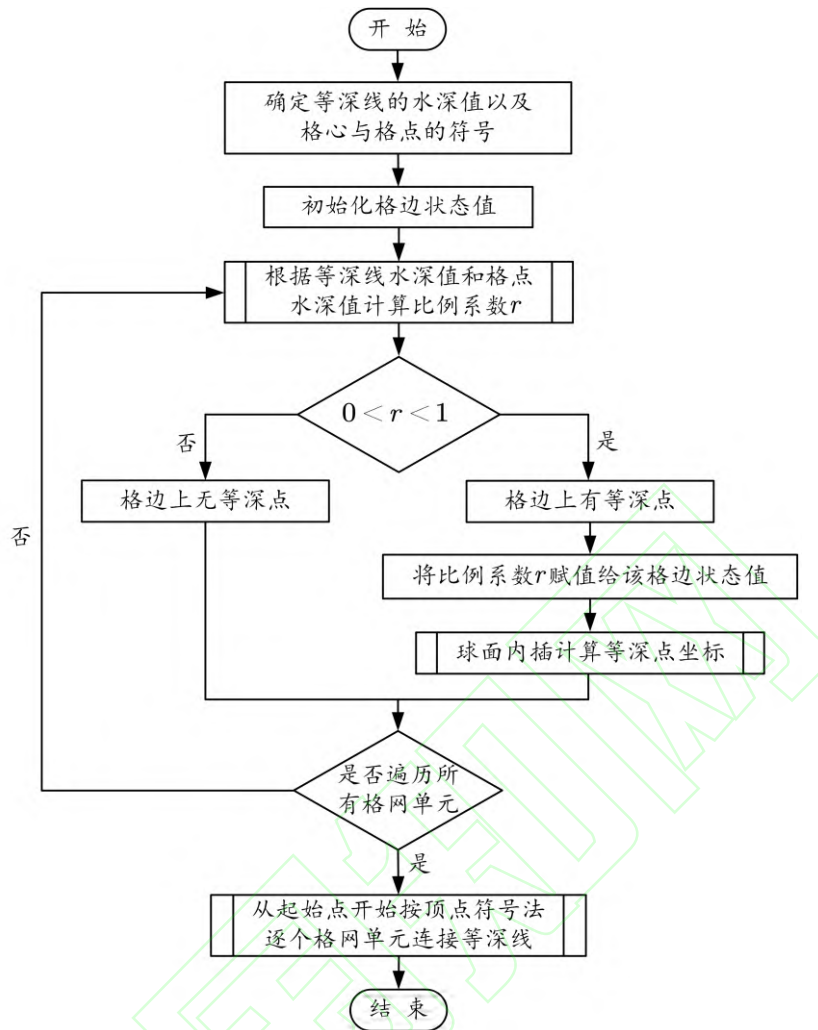 开 始
确定等深线的水深值以及
格心与格点的符号
初始化格边状态值
根据等深线水深值和格点
水深值计算比例系数r
0 < r < 1
否
是
格边上无等深点
格边上有等深点
否
将比例系数r赋值给该格边状态值
球面内插计算等深点坐标
是否遍历所
有格网单元
是
从起始点开始按顶点符号法
逐个格网单元连接等深线
结 束